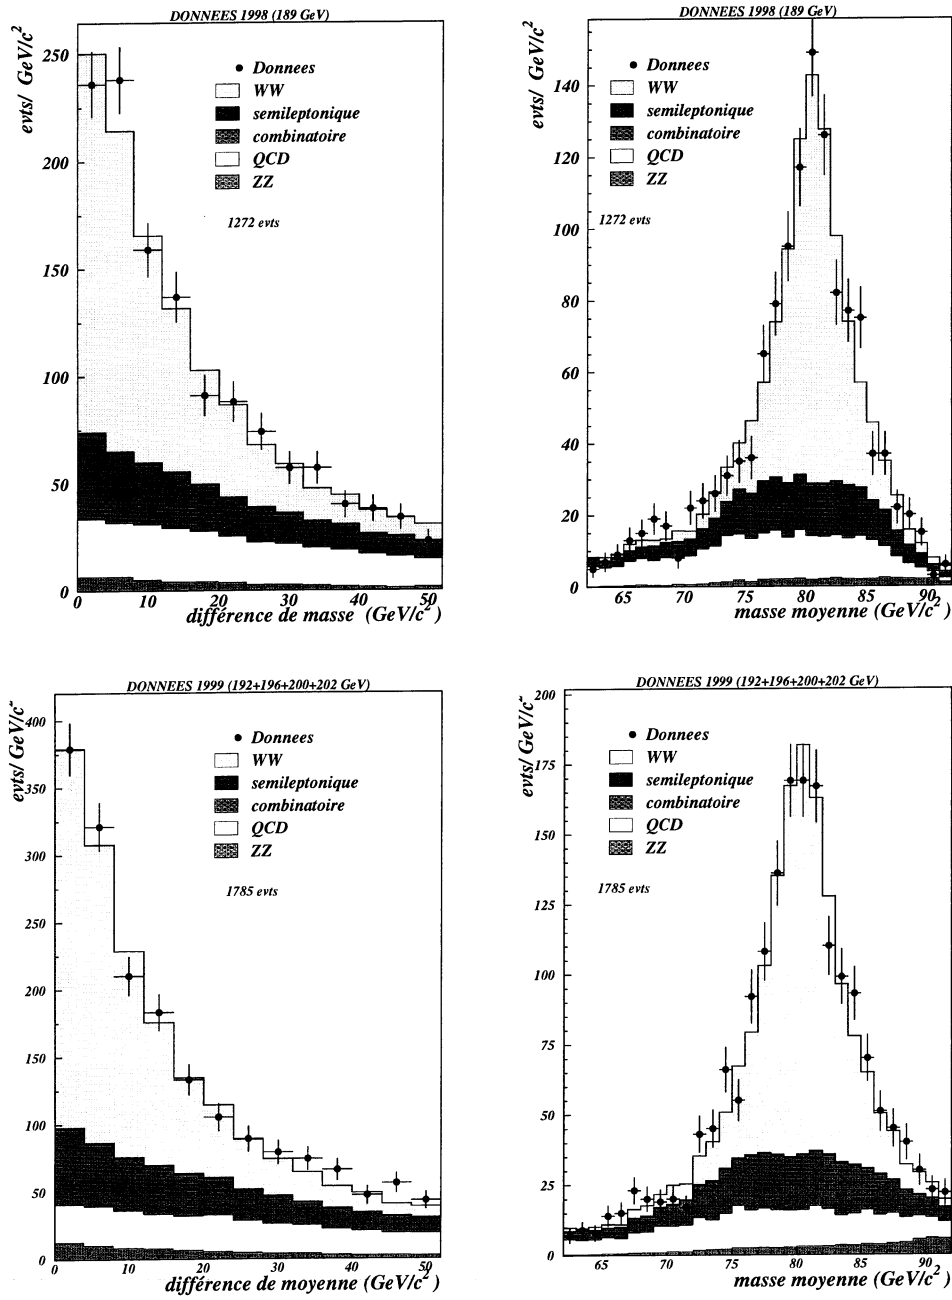 DONNEES 1998 (189 GeV)
evts/ GeV/c²
250
200
150
100
50
0
Donnees
WW
semileptonique
combinatoire
QCD
ZZ
1272 evts
0 10 20 30 40 50
différence de masse (GeV/c²)
DONNEES 1998 (189 GeV)
evts/ GeV/c²
140
120
100
80
60
40
20
0
Donnees
WW
semileptonique
combinatoire
QCD
ZZ
1272 evts
65 70 75 80 85 90
masse moyenne (GeV/c²)
DONNEES 1999 (192+196+200+202 GeV)
evts/ GeV/c²
400
350
300
250
200
150
100
50
0
Donnees
WW
semileptonique
combinatoire
QCD
ZZ
1785 evts
0 10 20 30 40 50
différence de moyenne (GeV/c²)
DONNEES 1999 (192+196+200+202 GeV)
evts/ GeV/c²
200
175
150
125
100
75
50
25
0
Donnees
WW
semileptonique
combinatoire
QCD
ZZ
1785 evts
65 70 75 80 85 90
masse moyenne (GeV/c²)